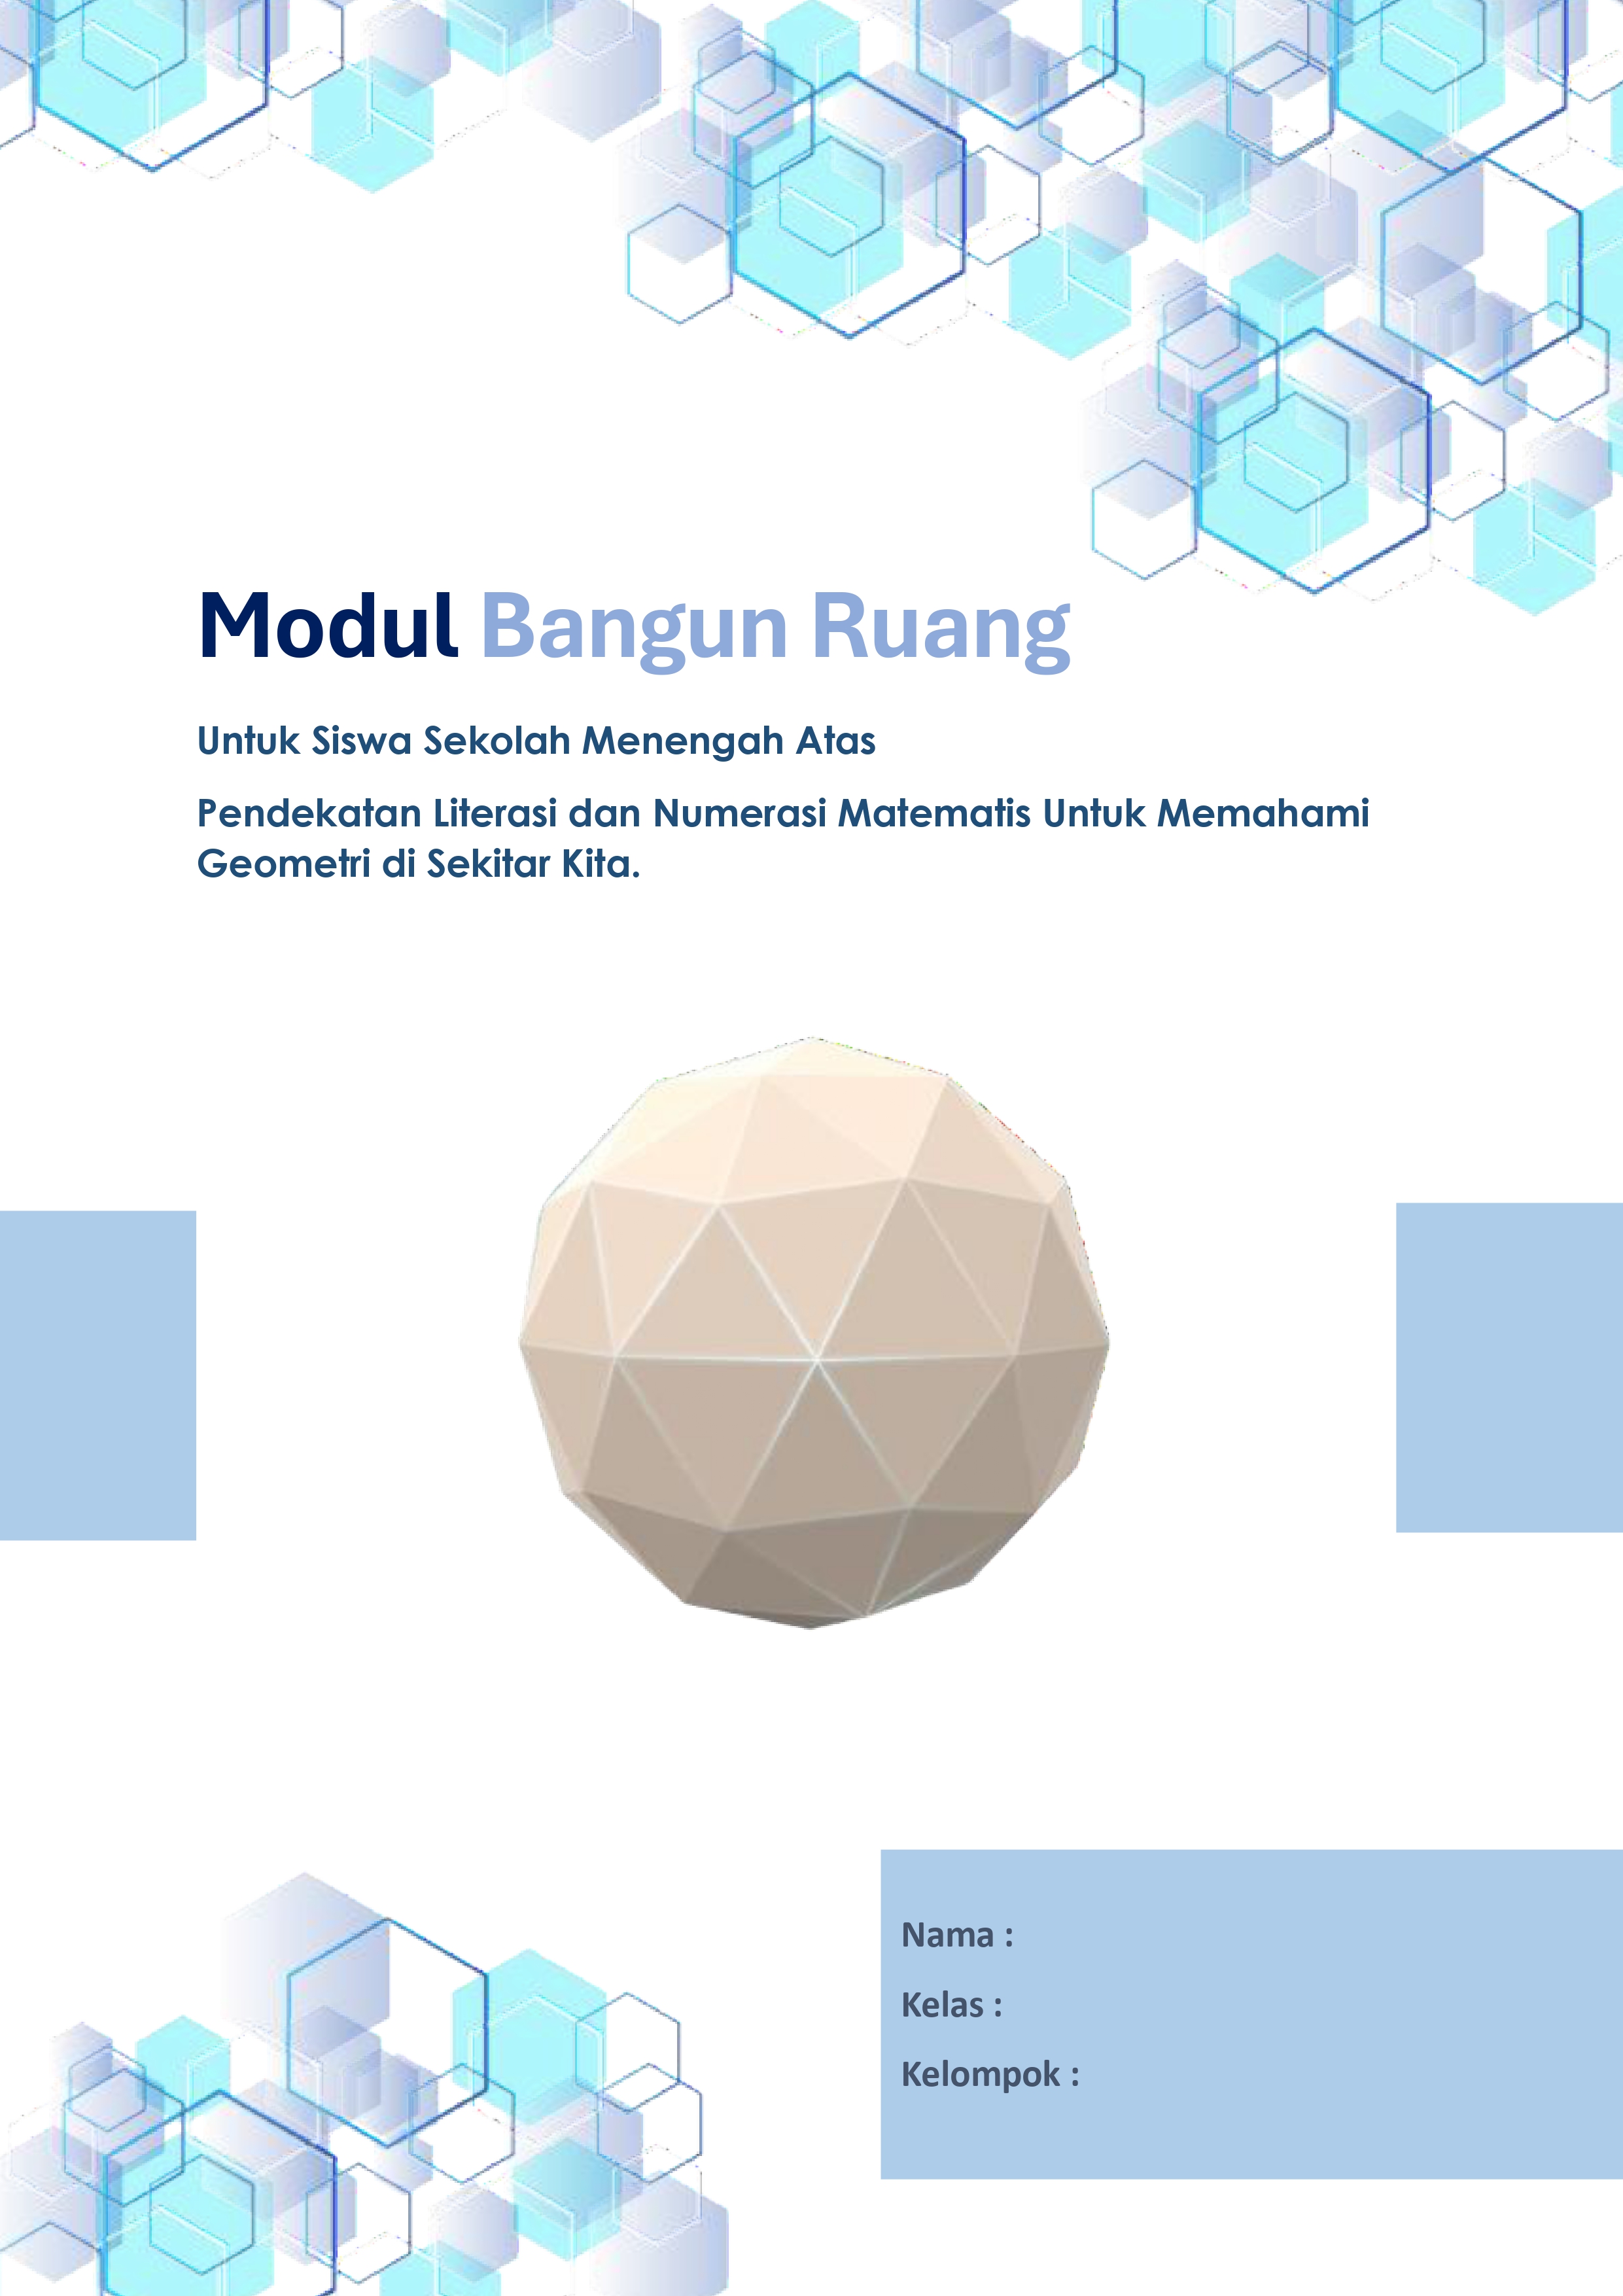 Modul Bangun Ruang
Untuk Siswa Sekolah Menengah Atas
Pendekatan Literasi dan Numerasi Matematis Untuk Memahami
Geometri di Sekitar Kita.
Nama :
Kelas :
Kelompok :